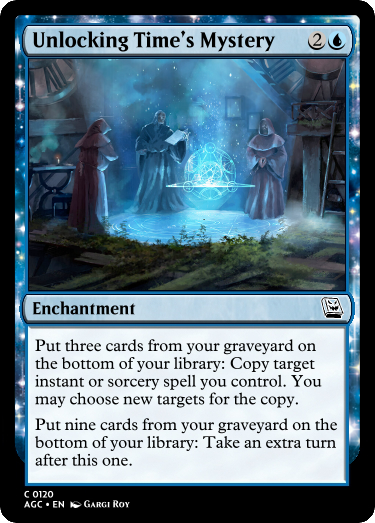 Unlocking Time's Mystery 2
Enchantment
Put three cards from your graveyard on
the bottom of your library: Copy target
instant or sorcery spell you control. You
may choose new targets for the copy.
Put nine cards from your graveyard on the
bottom of your library: Take an extra turn
after this one.
C 0120
AGC • EN Gargi Roy